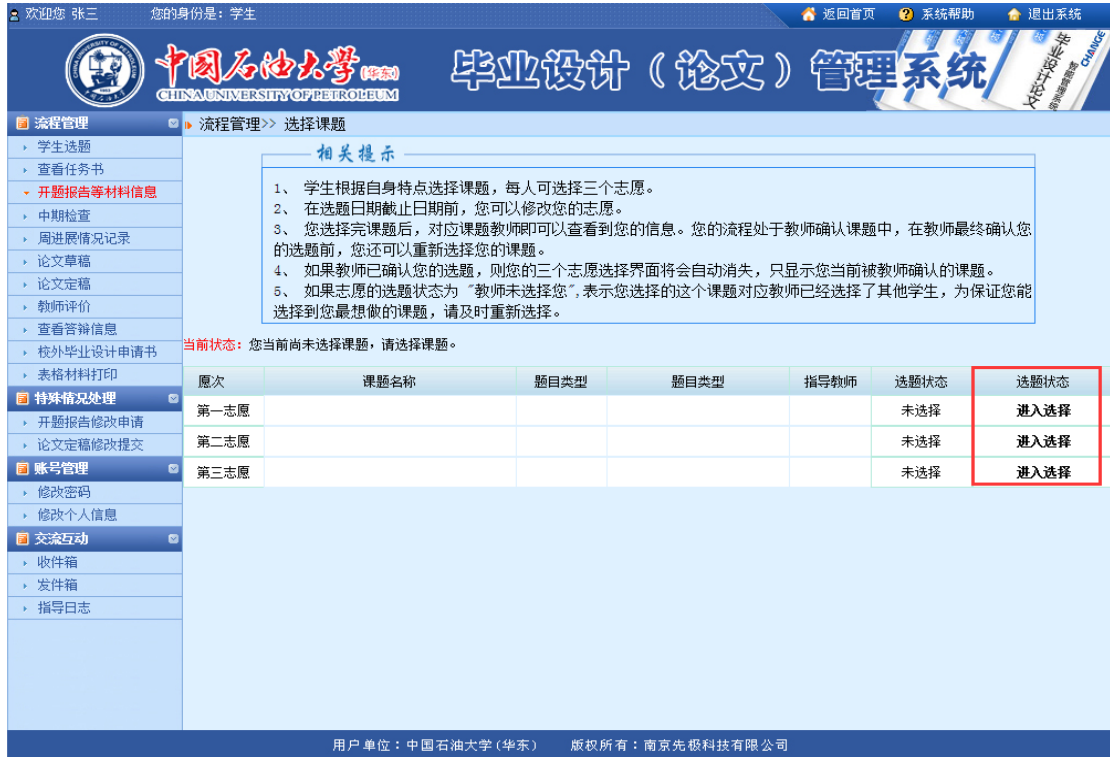 欢迎您 张三 您的身份是：学生 返回首页 系统帮助 退出系统
中国石油大学(华东)
CHINA UNIVERSITY OF PETROLEUM
毕业设计（论文）管理系统
毕业设计论文
智能管理系统
CHANGE
流程管理
学生选题
查看任务书
开题报告等材料信息
中期检查
周进展情况记录
论文草稿
论文定稿
教师评价
查看答辩信息
校外毕业设计申请书
表格材料打印
特殊情况处理
开题报告修改申请
论文定稿修改提交
账号管理
修改密码
修改个人信息
交流互动
收件箱
发件箱
指导日志
流程管理>> 选择课题
相关提示
1、 学生根据自身特点选择课题，每人可选择三个志愿。
2、 在选题日期截止日期前，您可以修改您的志愿。
3、 您选择完课题后，对应课题教师即可以查看到您的信息。您的流程处于教师确认课题中，在教师最终确认您
的选题前，您还可以重新选择您的课题。
4、 如果教师已确认您的选题，则您的三个志愿选择界面将会自动消失，只显示您当前被教师确认的课题。
5、 如果志愿的选题状态为 "教师未选择您",表示您选择的这个课题对应教师已经选择了其他学生，为保证您能
选择到您最想做的课题，请及时重新选择。
当前状态：您当前尚未选择课题，请选择课题。
愿次 课题名称 题目类型 题目类型 指导教师 选题状态 选题状态
第一志愿 未选择 进入选择
第二志愿 未选择 进入选择
第三志愿 未选择 进入选择
用户单位：中国石油大学(华东) 版权所有：南京先极科技有限公司